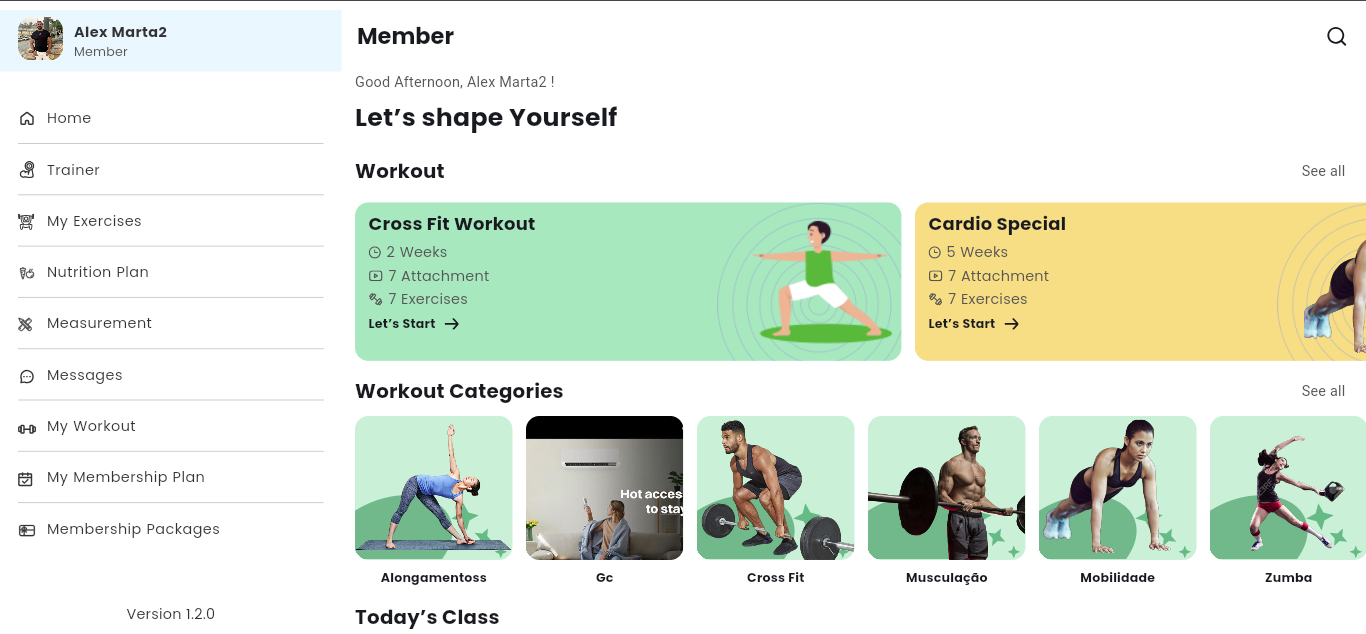 Alex Marta2
Member
Home
Trainer
My Exercises
Nutrition Plan
Measurement
Messages
My Workout
My Membership Plan
Membership Packages
Version 1.2.0
Member
Good Afternoon, Alex Marta2 !
Let's shape Yourself
Workout
See all
Cross Fit Workout
2 Weeks
7 Attachment
7 Exercises
Let's Start
Cardio Special
5 Weeks
7 Attachment
7 Exercises
Let's Start
Workout Categories
See all
Hot acces
to stay
Alongamentoss
Gc
Cross Fit
Musculação
Mobilidade
Zumba
Today's Class